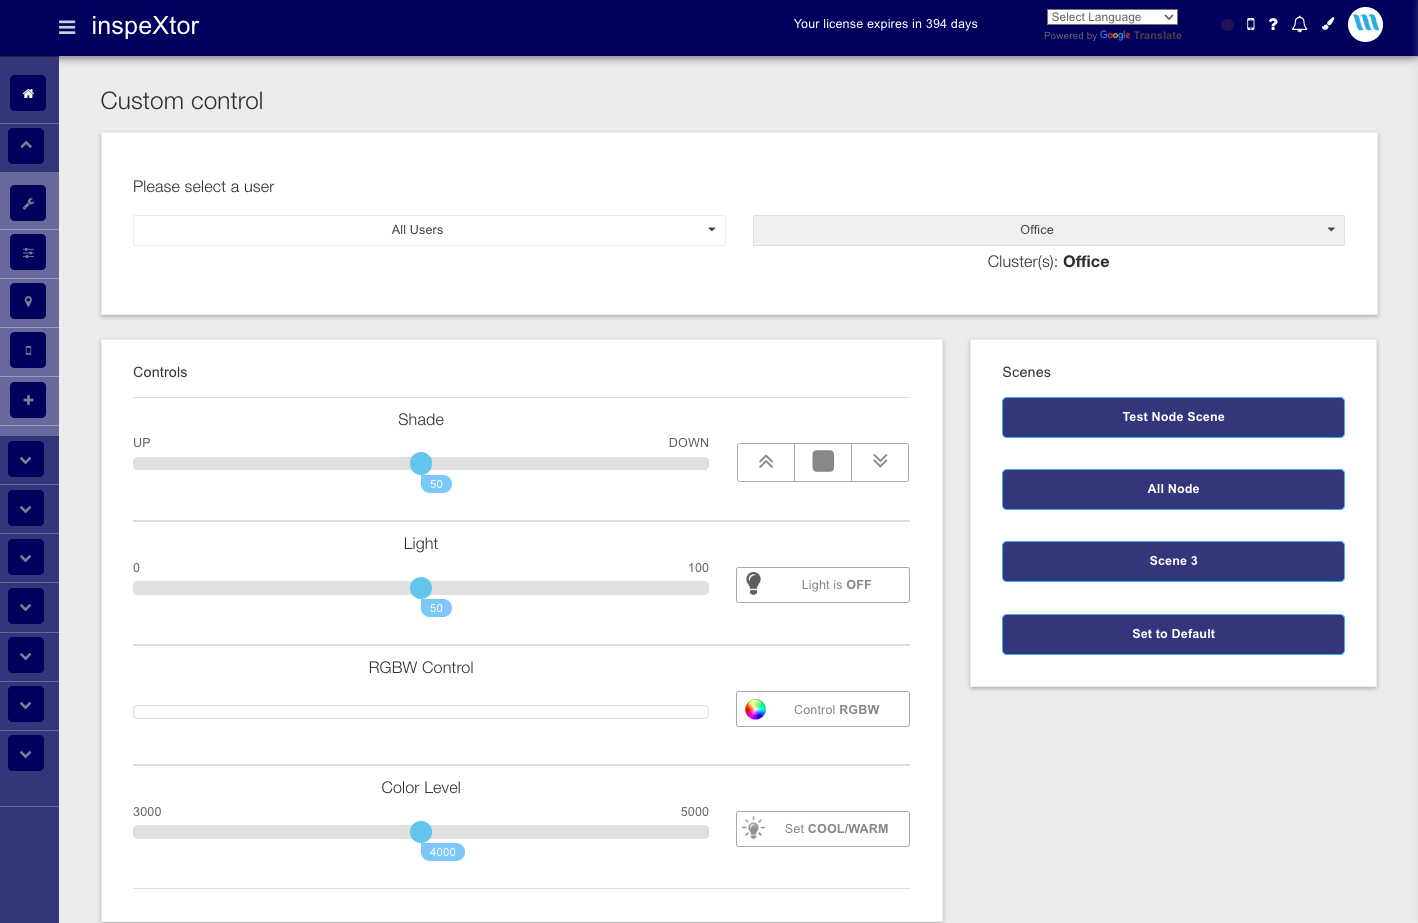 inspeXtor
Your license expires in 394 days
Select Language
Powered by Google Translate
Custom control
Please select a user
All Users
Office
Cluster(s): Office
Controls
Shade
UP
DOWN
50
Light
0
100
50
Light is OFF
RGBW Control
Control RGBW
Color Level
3000
5000
4000
Set COOL/WARM
Scenes
Test Node Scene
All Node
Scene 3
Set to Default